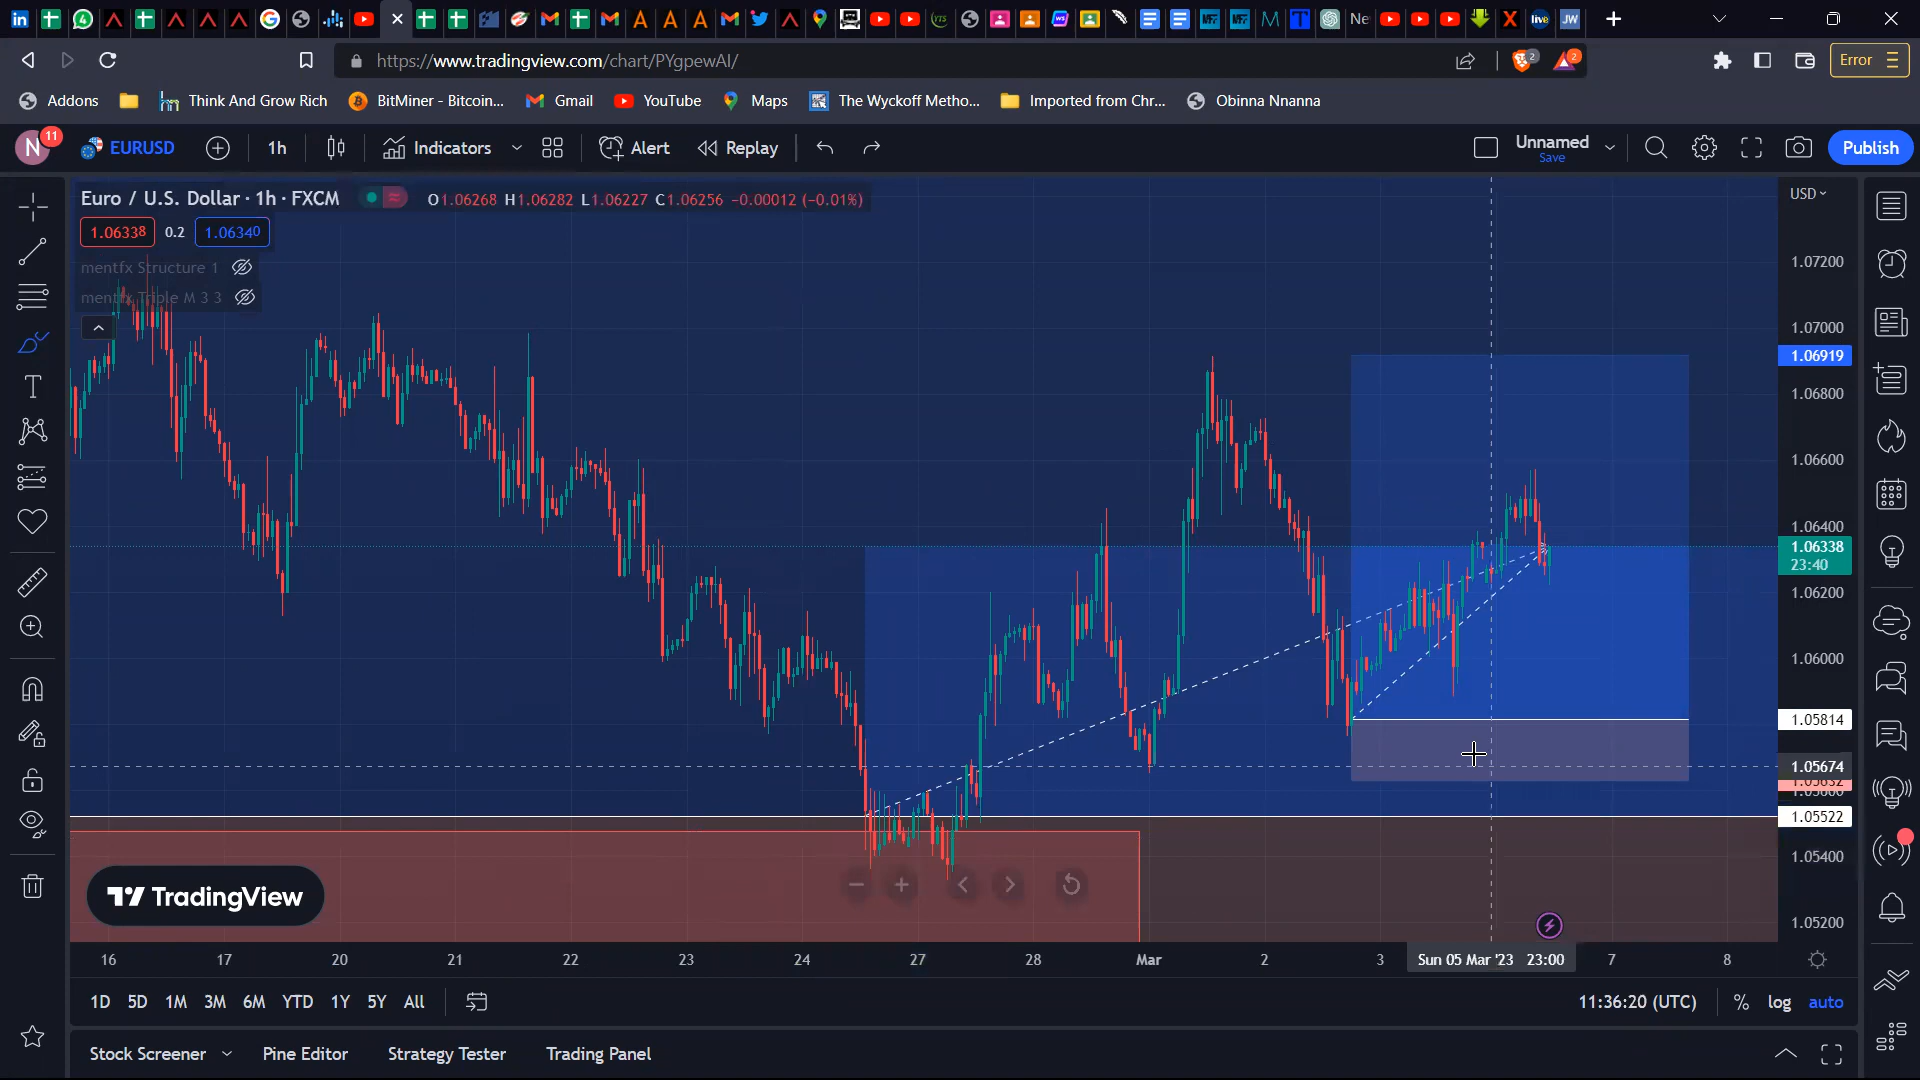 https://www.tradingview.com/chart/PYgpewAI/
Error
Addons
Think And Grow Rich
BitMiner - Bitcoin...
Gmail
YouTube
Maps
The Wyckoff Metho...
Imported from Chr...
Obinna Nnanna
N
11
EURUSD
1h
Indicators
Alert
Replay
Unnamed
Save
Publish
Euro / U.S. Dollar · 1h · FXCM
O1.06268 H1.06282 L1.06227 C1.06256 -0.00012 (-0.01%)
1.06338
0.2
1.06340
mentfx Structure 1
mentfx Triple M 3 3
USD
1.07200
1.07000
1.06919
1.06800
1.06600
1.06400
1.06338
23:40
1.06200
1.06000
1.05814
1.05674
1.05522
1.05400
1.05200
TradingView
16
17
20
21
22
23
24
27
28
Mar
2
3
Sun 05 Mar '23 23:00
7
8
1D
5D
1M
3M
6M
YTD
1Y
5Y
All
11:36:20 (UTC)
%
log
auto
Stock Screener
Pine Editor
Strategy Tester
Trading Panel